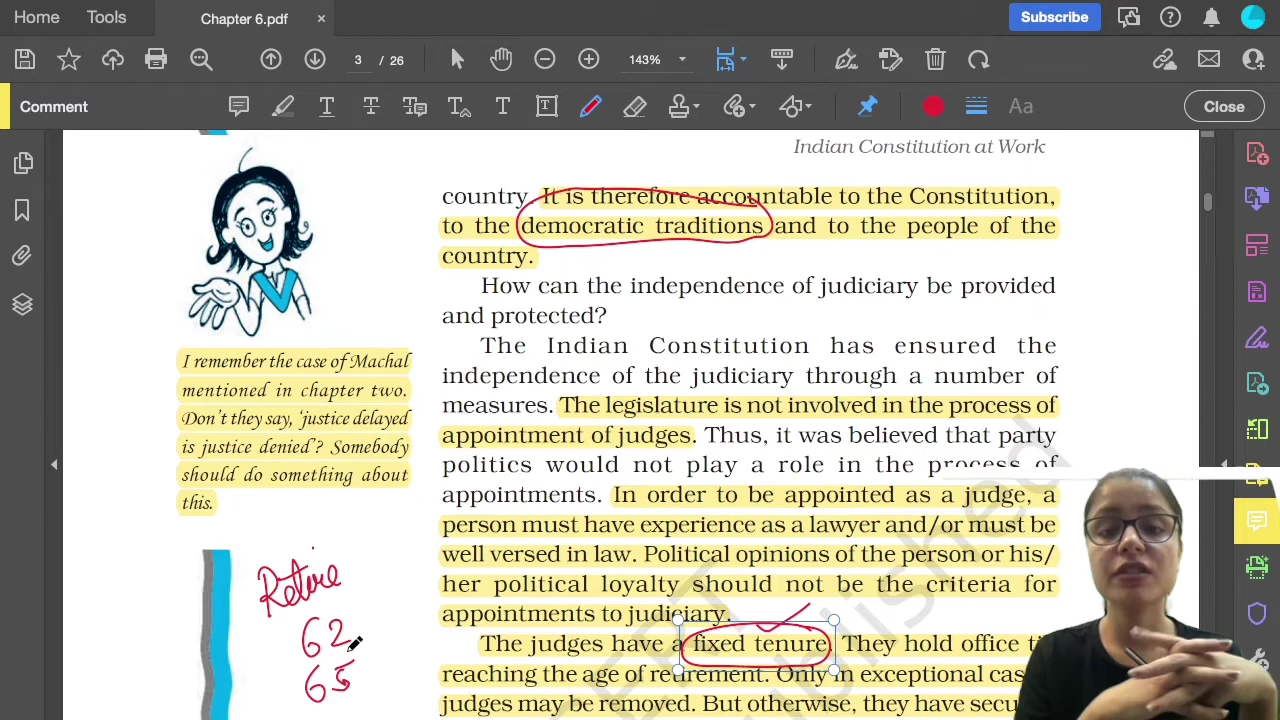 Home Tools Chapter 6.pdf × Subscribe
3 / 26 143%
Comment Aa Close
Indian Constitution at Work
country. It is therefore accountable to the Constitution,
to the democratic traditions and to the people of the
country.
How can the independence of judiciary be provided
and protected?
The Indian Constitution has ensured the
independence of the judiciary through a number of
measures. The legislature is not involved in the process of
appointment of judges. Thus, it was believed that party
politics would not play a role in the process of
appointments. In order to be appointed as a judge, a
person must have experience as a lawyer and/or must be
well versed in law. Political opinions of the person or his/
her political loyalty should not be the criteria for
appointments to judiciary.
The judges have a fixed tenure. They hold office
reaching the age of retirement. Only in exceptional
judges may be removed. But otherwise, they have
I remember the case of Machal
mentioned in chapter two.
Don't they say, 'justice delayed
is justice denied'? Somebody
should do something about
this.
Retire
62
65